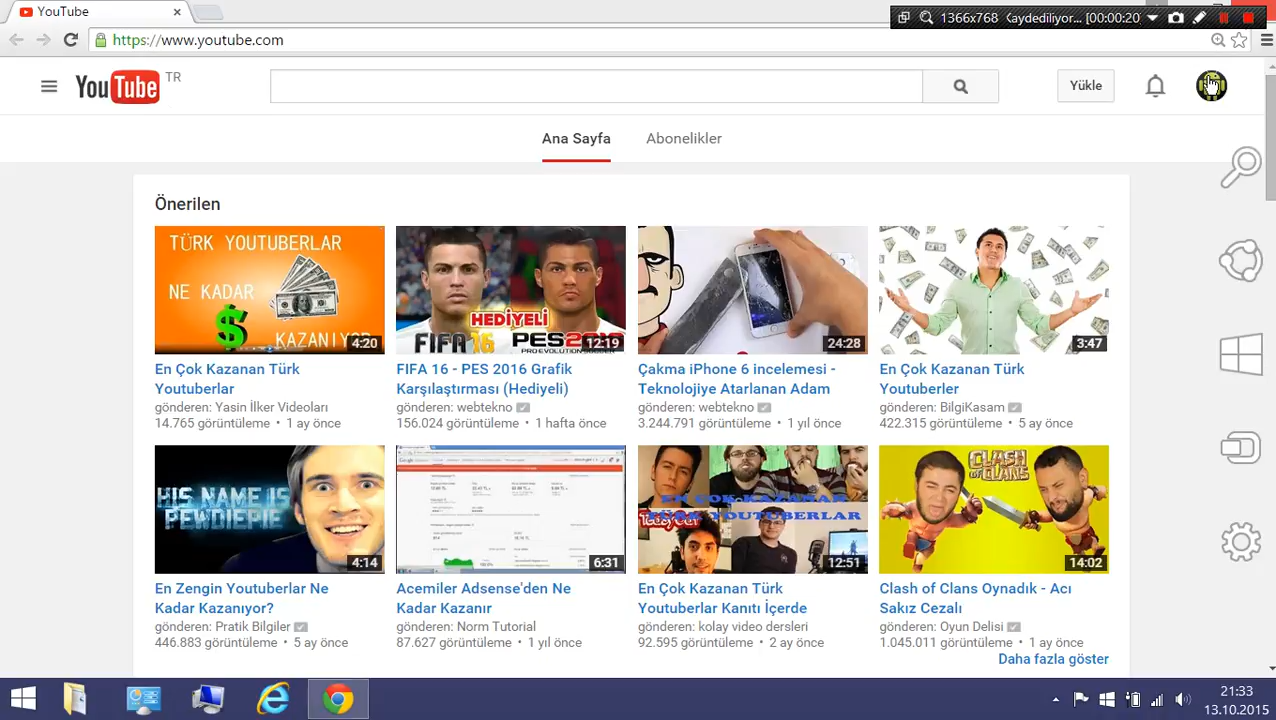 YouTube
1366x768 Kaydediliyor... [00:00:20]
https://www.youtube.com
YouTube TR
Yükle
Ana Sayfa Abonelikler
Önerilen
TÜRK YOUTUBERLAR
NE KADAR
$
KAZANIYOR
4:20
HEDİYELİ
FIFA 16 PES 2016
PRO EVOLUTION SOCCER
12:19
24:28
3:47
En Çok Kazanan Türk
Youtuberlar
gönderen: Yasin İlker Videoları
14.765 görüntüleme • 1 ay önce
FIFA 16 - PES 2016 Grafik
Karşılaştırması (Hediyeli)
gönderen: webtekno
156.024 görüntüleme • 1 hafta önce
Çakma iPhone 6 incelemesi -
Teknolojiye Atarlanan Adam
gönderen: webtekno
3.244.791 görüntüleme • 1 yıl önce
En Çok Kazanan Türk
Youtuberler
gönderen: BilgiKasam
422.315 görüntüleme • 5 ay önce
HIS NAME IS
4:14
6:31
EN ÇOK KAZANAN
YOUTUBERLAR
12:51
CLASH OF CLANS
14:02
En Zengin Youtuberlar Ne
Kadar Kazanıyor?
gönderen: Pratik Bilgiler
446.883 görüntüleme • 5 ay önce
Acemiler Adsense'den Ne
Kadar Kazanır
gönderen: Norm Tutorial
87.627 görüntüleme • 1 yıl önce
En Çok Kazanan Türk
Youtuberlar Kanıtı İçerde
gönderen: kolay video dersleri
92.595 görüntüleme • 2 ay önce
Clash of Clans Oynadık - Acı
Sakız Cezalı
gönderen: Oyun Delisi
1.045.011 görüntüleme • 1 ay önce
Daha fazla göster
21:33
13.10.2015